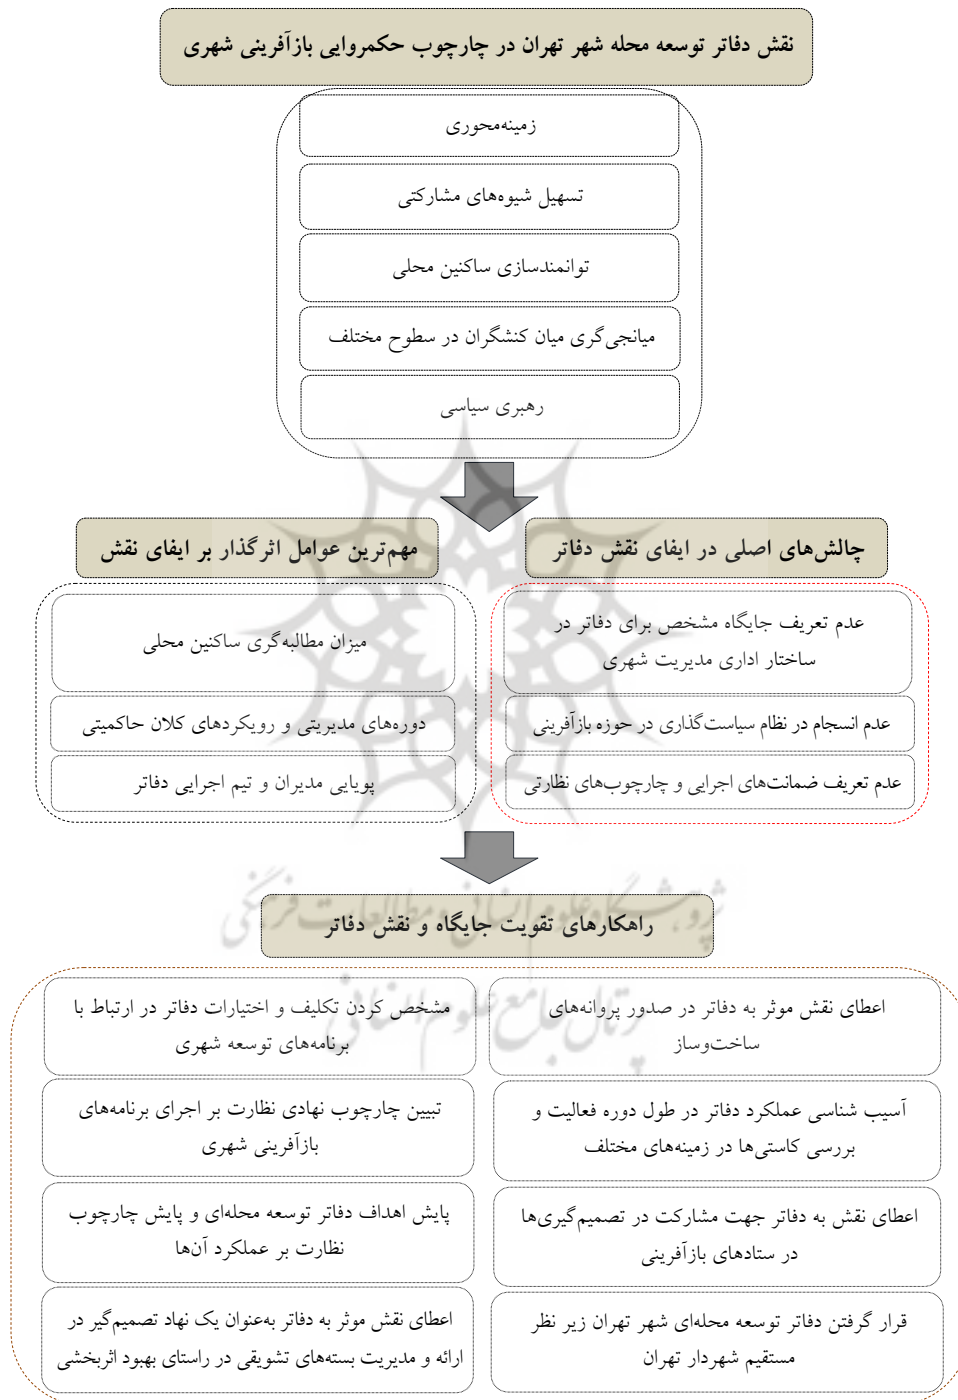 نقش دفاتر توسعه محله شهر تهران در چارچوب حکمروایی بازآفرینی شهری
زمینه‌محوری
تسهیل شیوه‌های مشارکتی
توانمندسازی ساکنین محلی
میانجی‌گری میان کنشگران در سطوح مختلف
رهبری سیاسی
چالش‌های اصلی در ایفای نقش دفاتر
عدم تعریف جایگاه مشخص برای دفاتر در
ساختار اداری مدیریت شهری
عدم انسجام در نظام سیاست‌گذاری در حوزه بازآفرینی
عدم تعریف ضمانت‌های اجرایی و چارچوب‌های نظارتی
مهم‌ترین عوامل اثرگذار بر ایفای نقش
میزان مطالبه‌گری ساکنین محلی
دوره‌های مدیریتی و رویکردهای کلان حاکمیتی
پویایی مدیران و تیم اجرایی دفاتر
پژوهشگاه علوم انسانی و مطالعات فرهنگی
راهکارهای تقویت جایگاه و نقش دفاتر
پرتال جامع علوم انسانی
اعطای نقش موثر به دفاتر در صدور پروانه‌های
ساخت‌وساز
مشخص کردن تکلیف و اختیارات دفاتر در ارتباط با
برنامه‌های توسعه شهری
آسیب شناسی عملکرد دفاتر در طول دوره فعالیت و
بررسی کاستی‌ها در زمینه‌های مختلف
تبیین چارچوب نهادی نظارت بر اجرای برنامه‌های
بازآفرینی شهری
اعطای نقش به دفاتر جهت مشارکت در تصمیم‌گیری‌ها
در ستادهای بازآفرینی
پایش اهداف دفاتر توسعه محله‌ای و پایش چارچوب
نظارت بر عملکرد آن‌ها
قرار گرفتن دفاتر توسعه محله‌ای شهر تهران زیر نظر
مستقیم شهردار تهران
اعطای نقش موثر به دفاتر به‌عنوان یک نهاد تصمیم‌گیر در
ارائه و مدیریت بسته‌های تشویقی در راستای بهبود اثربخشی